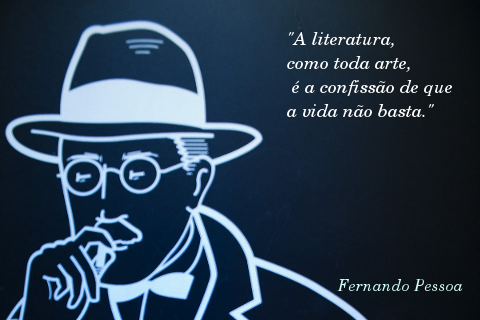 "A literatura,
como toda arte,
é a confissão de que
a vida não basta."
Fernando Pessoa